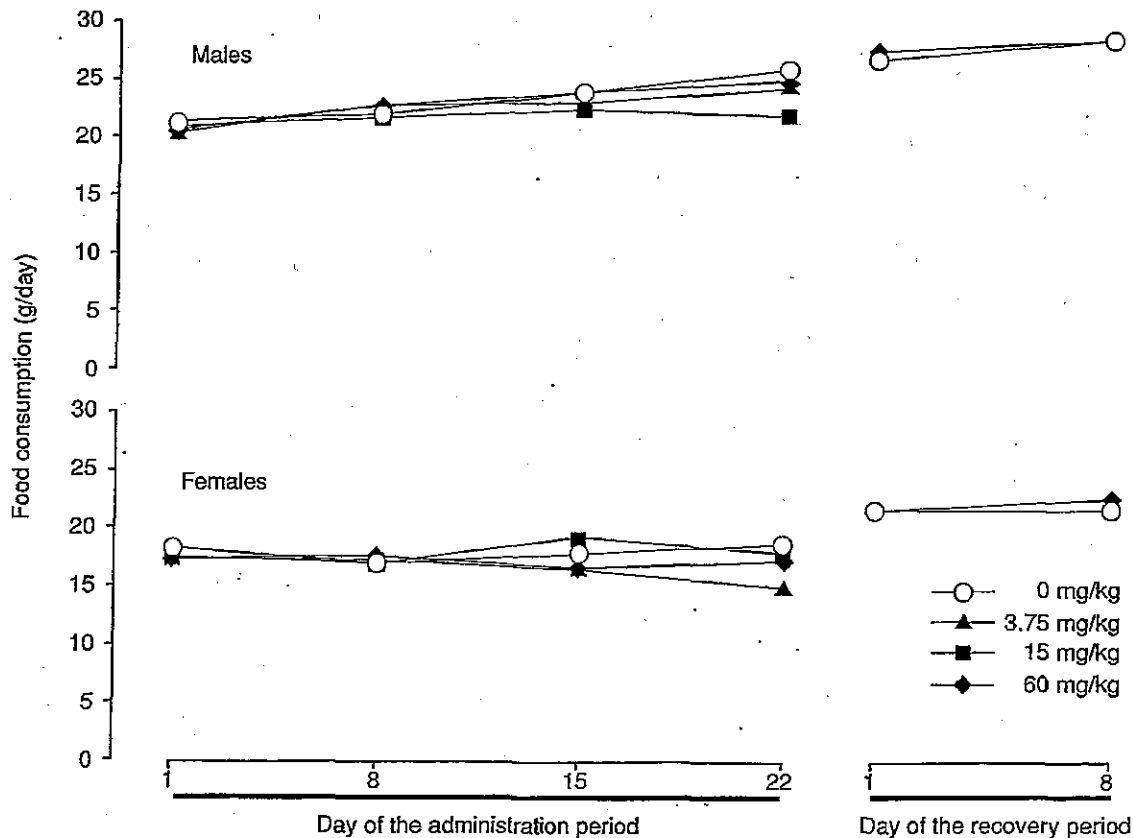 30
25
20
15
10
5
0
Males
Food consumption (g/day)
30
25
20
15
10
5
0
Females
0 mg/kg
3.75 mg/kg
15 mg/kg
60 mg/kg
1 8 15 22
1 8
Day of the administration period
Day of the recovery period